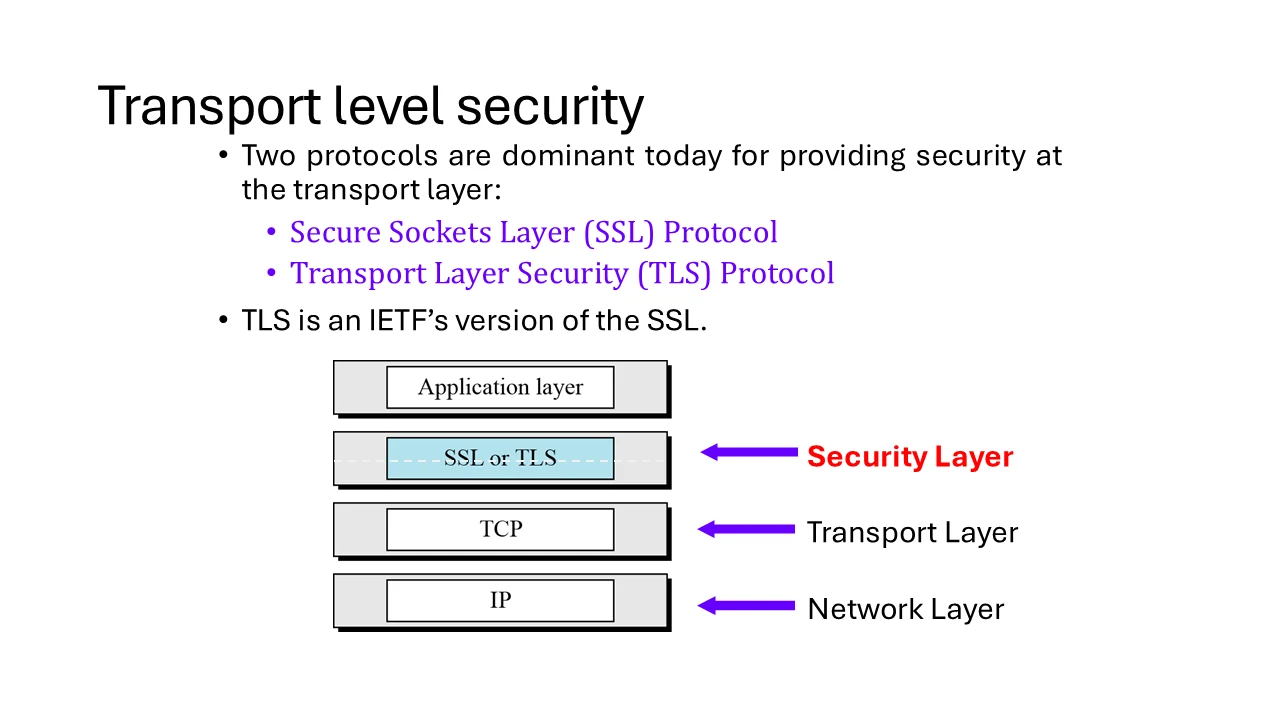 Transport level security
• Two protocols are dominant today for providing security at
the transport layer:
• Secure Sockets Layer (SSL) Protocol
• Transport Layer Security (TLS) Protocol
• TLS is an IETF’s version of the SSL.
Application layer
SSL or TLS
Security Layer
TCP
Transport Layer
IP
Network Layer